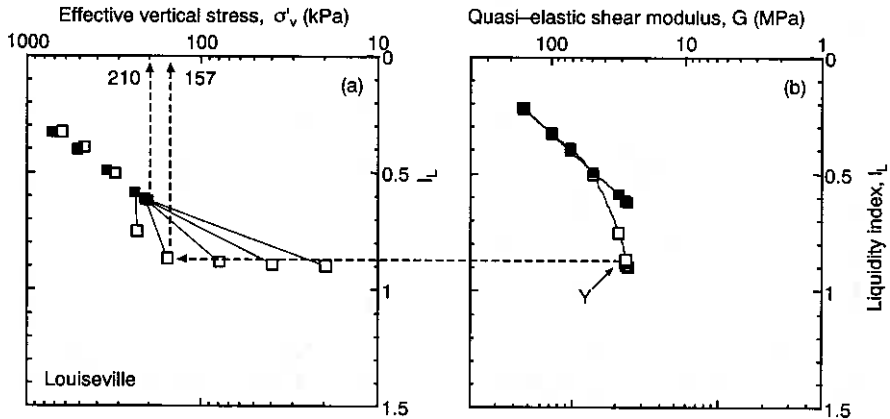 Effective vertical stress, σ'v (kPa)
1000 100 10
0
210 157
(a)
0.5
IL
1
1.5
Louiseville
Quasi–elastic shear modulus, G (MPa)
100 10 1
0
(b)
0.5
Liquidity index, IL
1
Y
1.5